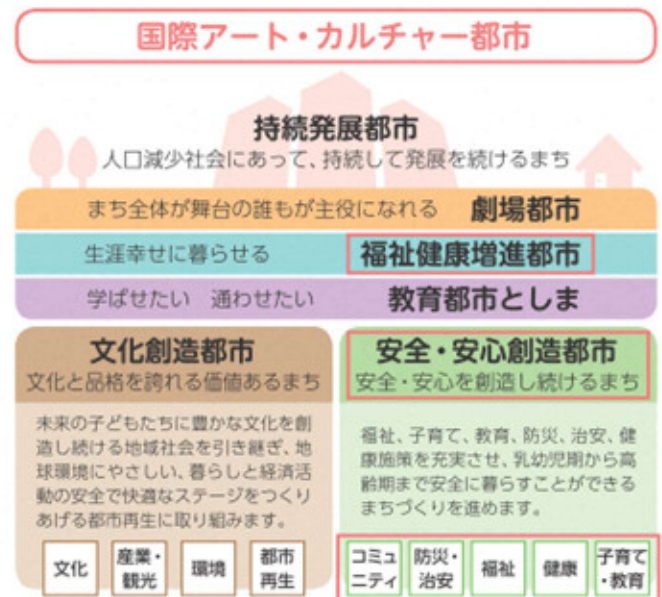 国際アート・カルチャー都市
持続発展都市
人口減少社会にあって、持続して発展を続けるまち
まち全体が舞台の誰もが主役になれる 劇場都市
生涯幸せに暮らせる 福祉健康増進都市
学ばせたい 通わせたい 教育都市としま
文化創造都市
文化と品格を誇れる価値あるまち
未来の子どもたちに豊かな文化を創
造し続ける地域社会を引き継ぎ、地
球環境にやさしい、暮らしと経済活
動の安全で快適なステージをつくり
あげる都市再生に取り組みます。
文化
産業・
観光
環境
都市
再生
安全・安心創造都市
安全・安心を創造し続けるまち
福祉、子育て、教育、防災、治安、健
康施策を充実させ、乳幼児期から高
齢期まで安全に暮らすことができる
まちづくりを進めます。
コミュ
ニティ
防災・
治安
福祉
健康
子育て
・教育